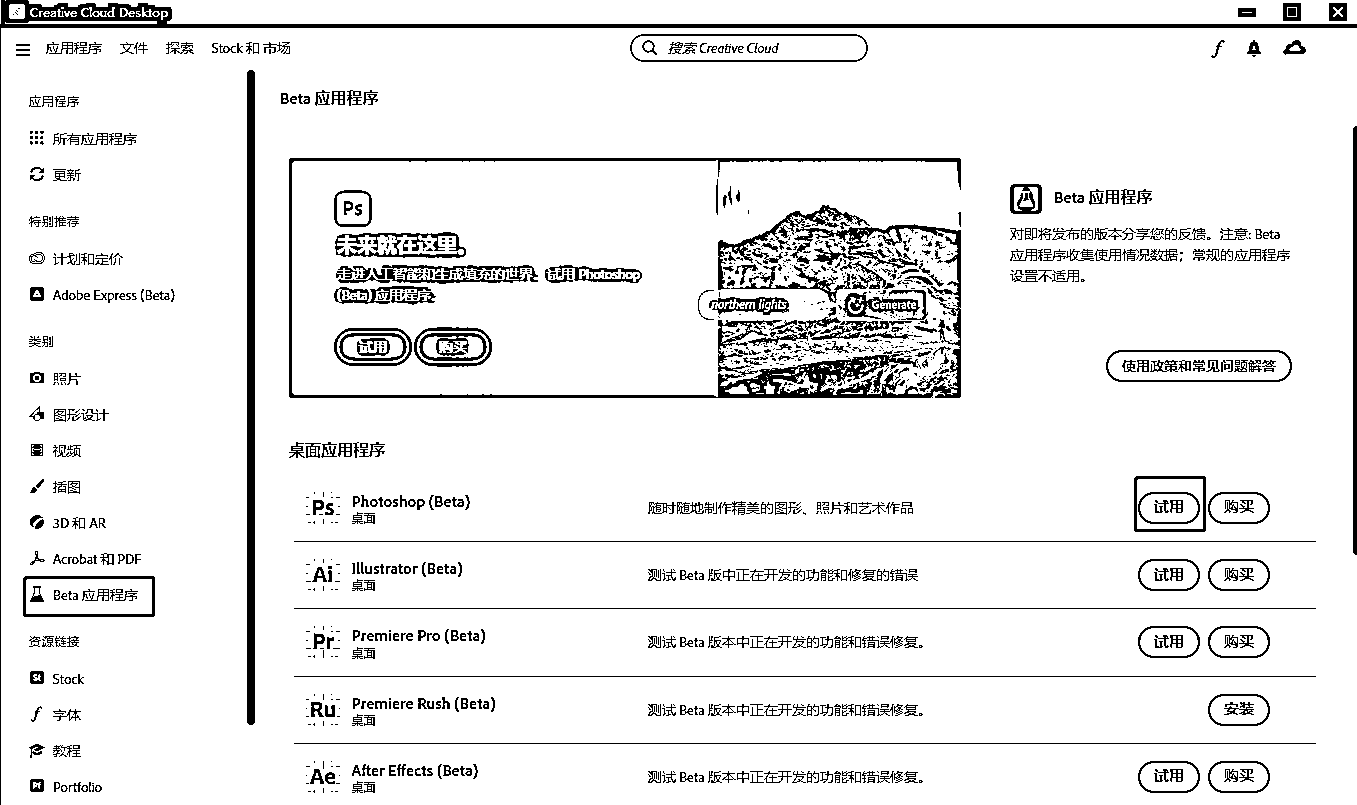 Creative Cloud Desktop
应用程序 文件 探索 Stock 和 市场
搜索 Creative Cloud
应用程序
所有应用程序
更新
特别推荐
计划和定价
Adobe Express (Beta)
类别
照片
图形设计
视频
插图
3D 和 AR
Acrobat 和 PDF
Beta 应用程序
资源链接
Stock
字体
教程
Portfolio
Beta 应用程序
Ps
未来就在这里。
走进人工智能和生成填充的世界。试用 Photoshop
(Beta) 应用程序。
试用 购买
northern lights Generate
Beta 应用程序
对即将发布的版本分享您的反馈。注意: Beta
应用程序收集使用情况数据；常规的应用程序
设置不适用。
使用政策和常见问题解答
桌面应用程序
Ps Photoshop (Beta)
桌面
随时随地制作精美的图形、照片和艺术作品
试用 购买
Ai Illustrator (Beta)
桌面
测试 Beta 版中正在开发的功能和修复的错误
试用 购买
Pr Premiere Pro (Beta)
桌面
测试 Beta 版本中正在开发的功能和错误修复。
试用 购买
Ru Premiere Rush (Beta)
桌面
测试 Beta 版本中正在开发的功能和错误修复。
安装
Ae After Effects (Beta)
桌面
测试 Beta 版本中正在开发的功能和错误修复。
试用 购买